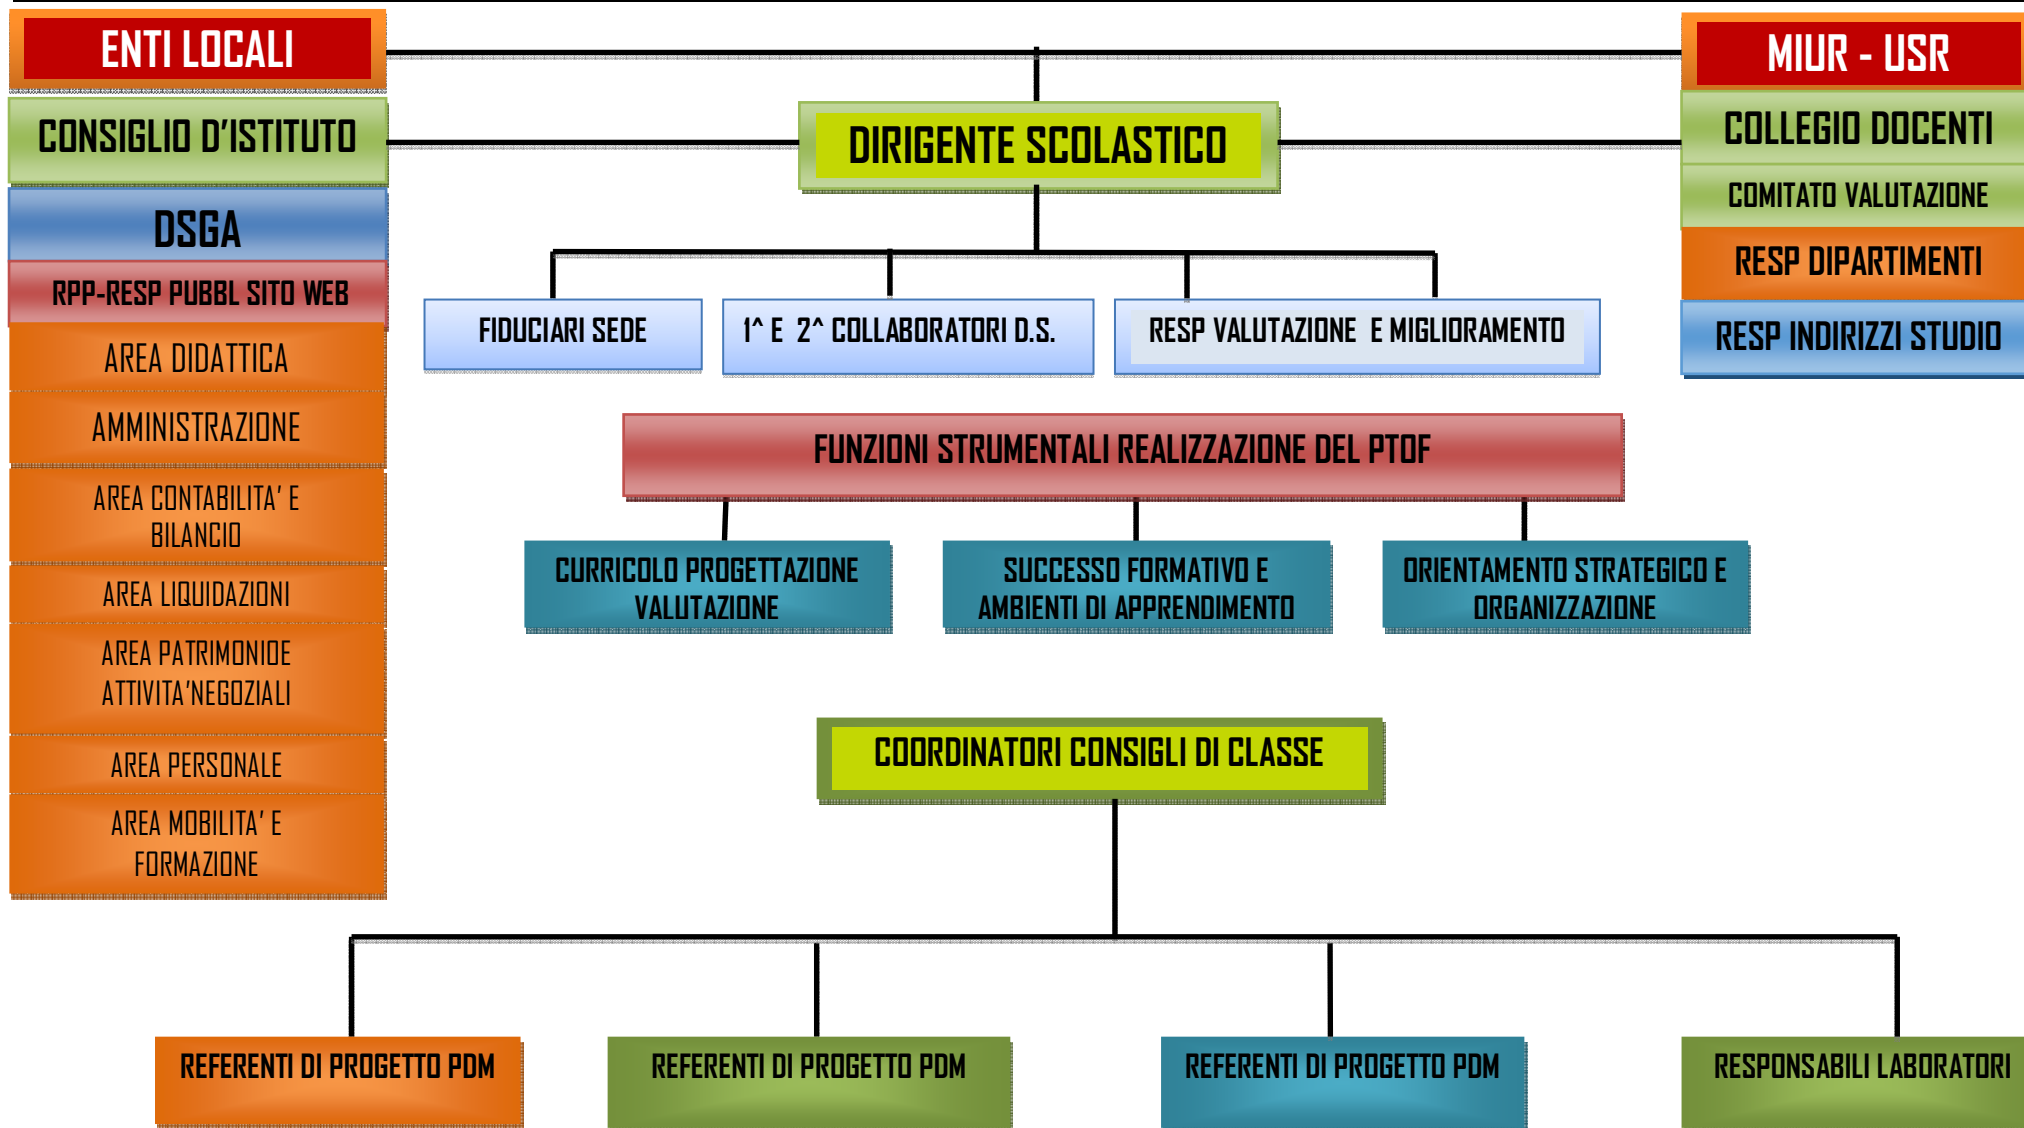 ENTI LOCALI
MIUR - USR
CONSIGLIO D'ISTITUTO
DIRIGENTE SCOLASTICO
COLLEGIO DOCENTI
COMITATO VALUTAZIONE
DSGA
RESP DIPARTIMENTI
RPP-RESP PUBBL SITO WEB
FIDUCIARI SEDE
1^ E 2^ COLLABORATORI D.S.
RESP VALUTAZIONE E MIGLIORAMENTO
RESP INDIRIZZI STUDIO
AREA DIDATTICA
AMMINISTRAZIONE
AREA CONTABILITA' E
BILANCIO
AREA LIQUIDAZIONI
AREA PATRIMONIOE
ATTIVITA'NEGOZIALI
AREA PERSONALE
AREA MOBILITA' E
FORMAZIONE
FUNZIONI STRUMENTALI REALIZZAZIONE DEL PTOF
CURRICOLO PROGETTAZIONE
VALUTAZIONE
SUCCESSO FORMATIVO E
AMBIENTI DI APPRENDIMENTO
ORIENTAMENTO STRATEGICO E
ORGANIZZAZIONE
COORDINATORI CONSIGLI DI CLASSE
REFERENTI DI PROGETTO PDM
REFERENTI DI PROGETTO PDM
REFERENTI DI PROGETTO PDM
RESPONSABILI LABORATORI